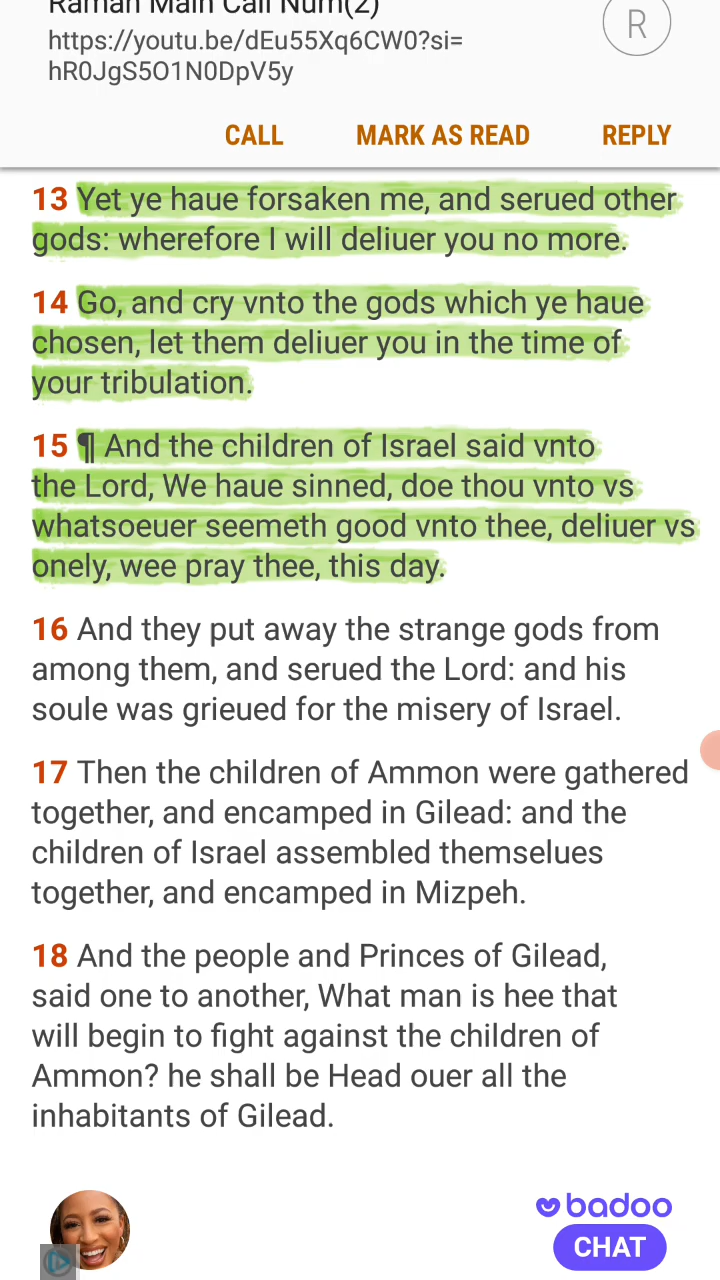 Raman Main Call Num(2)
https://youtu.be/dEu55Xq6CW0?si=
hR0JgS5O1N0DpV5y
R
CALL MARK AS READ REPLY
13 Yet ye haue forsaken me, and serued other
gods: wherefore I will deliuer you no more.
14 Go, and cry vnto the gods which ye haue
chosen, let them deliuer you in the time of
your tribulation.
15 ¶ And the children of Israel said vnto
the Lord, We haue sinned, doe thou vnto vs
whatsoeuer seemeth good vnto thee, deliuer vs
onely, wee pray thee, this day.
16 And they put away the strange gods from
among them, and serued the Lord: and his
soule was grieued for the misery of Israel.
17 Then the children of Ammon were gathered
together, and encamped in Gilead: and the
children of Israel assembled themselues
together, and encamped in Mizpeh.
18 And the people and Princes of Gilead,
said one to another, What man is hee that
will begin to fight against the children of
Ammon? he shall be Head ouer all the
inhabitants of Gilead.
badoo
CHAT